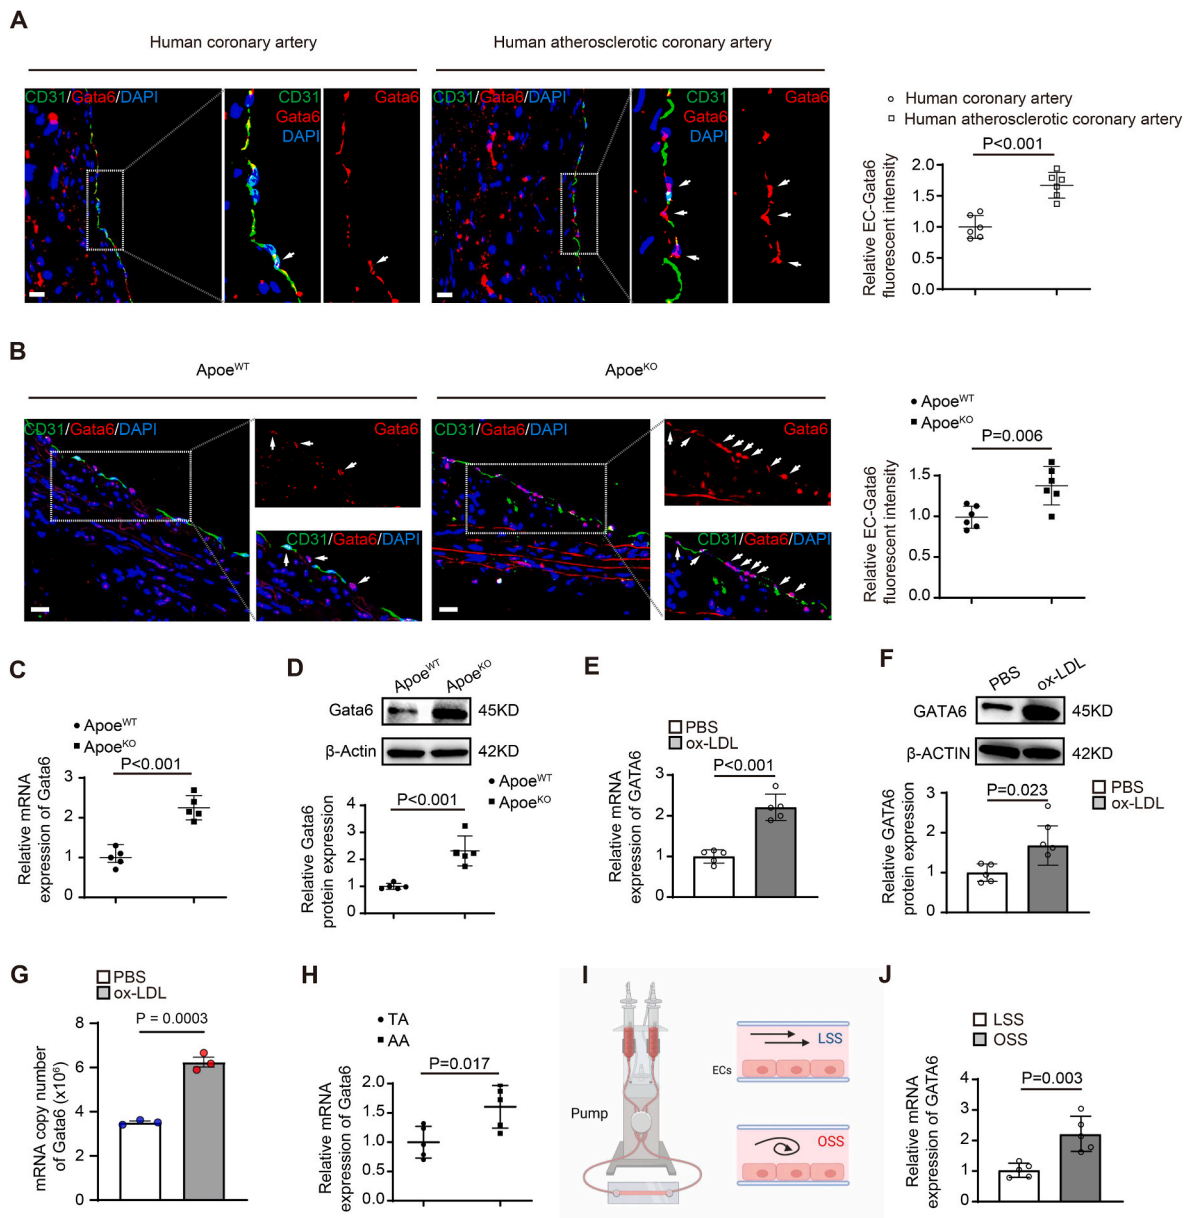 A
Human coronary artery
Human atherosclerotic coronary artery
CD31/Gata6/DAPI
CD31
Gata6
DAPI
Gata6
CD31/Gata6/DAPI
CD31
Gata6
DAPI
Gata6
Human coronary artery
Human atherosclerotic coronary artery
P<0.001
Relative EC-Gata6
fluorescent intensity
2.0
1.5
1.0
0.5
0.0
B
ApoeWT
ApoeKO
CD31/Gata6/DAPI
Gata6
CD31/Gata6/DAPI
CD31/Gata6/DAPI
Gata6
CD31/Gata6/DAPI
ApoeWT
ApoeKO
P=0.006
Relative EC-Gata6
fluorescent intensity
1.5
1.0
0.5
0.0
C
ApoeWT
ApoeKO
P<0.001
Relative mRNA
expression of Gata6
3
2
1
0
D
ApoeWT
ApoeKO
Gata6
45KD
β-Actin
42KD
ApoeWT
ApoeKO
P<0.001
Relative Gata6
protein expression
4
3
2
1
0
E
PBS
ox-LDL
P<0.001
Relative mRNA
expression of GATA6
3
2
1
0
F
PBS
ox-LDL
GATA6
45KD
β-ACTIN
42KD
PBS
ox-LDL
P=0.023
Relative GATA6
protein expression
3
2
1
0
G
PBS
ox-LDL
P = 0.0003
mRNA copy number
of Gata6 (x10⁶)
8
6
4
2
0
H
TA
AA
P=0.017
Relative mRNA
expression of Gata6
2.0
1.5
1.0
0.5
0.0
I
Pump
ECs
LSS
OSS
J
LSS
OSS
P=0.003
Relative mRNA
expression of GATA6
4
3
2
1
0